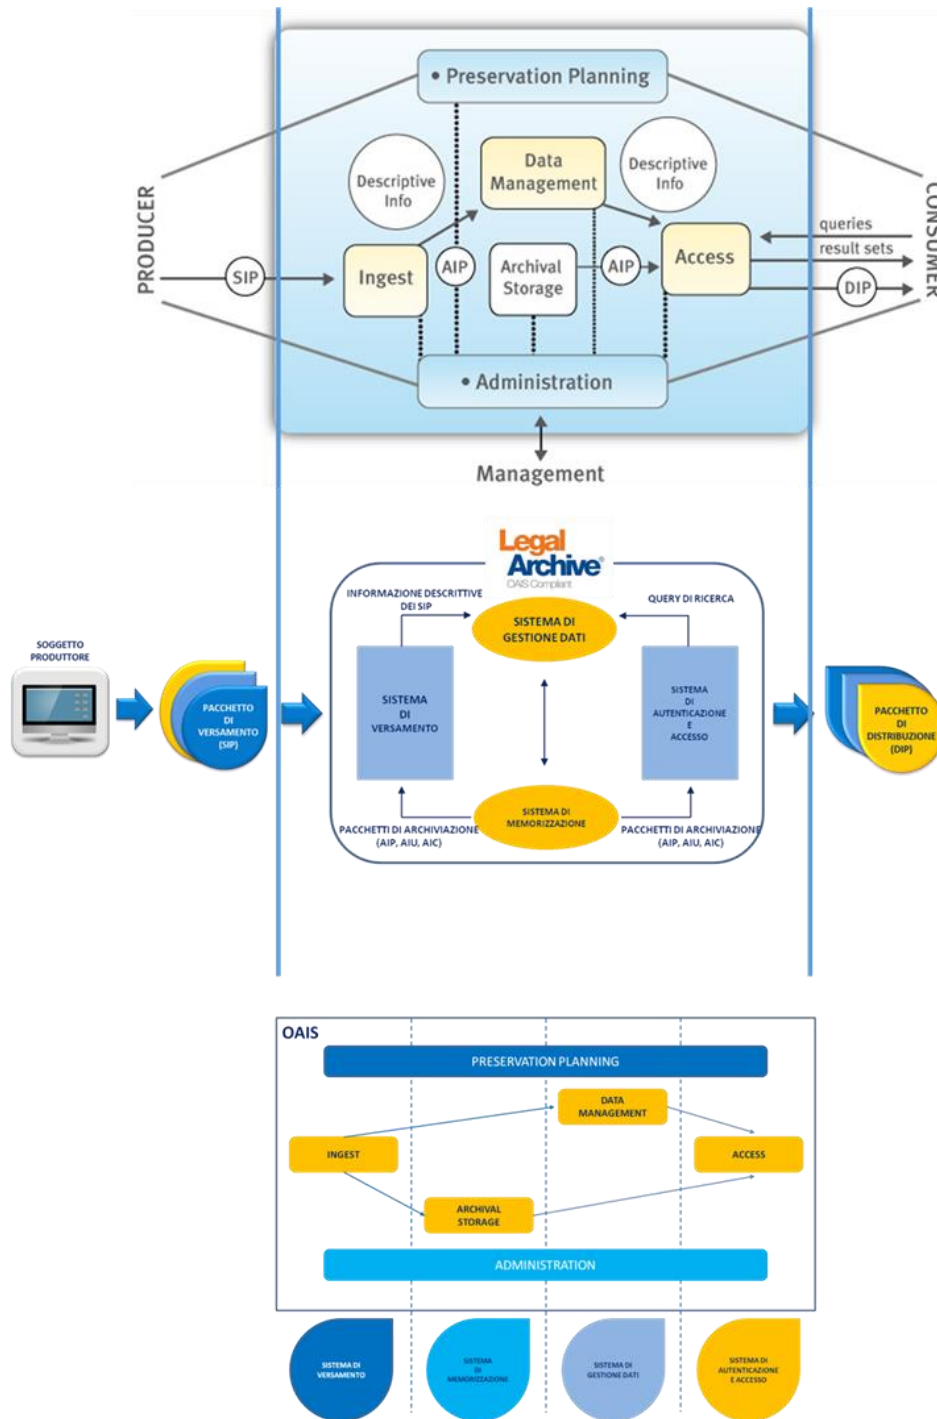 • Preservation Planning
Descriptive
Info
Data
Management
Descriptive
Info
PRODUCER
CONSUMER
queries
result sets
SIP
Ingest
AIP
Archival
Storage
AIP
Access
DIP
• Administration
Management
Legal
Archive®
OAIS Compliant
INFORMAZIONE DESCRITTIVE
DEI SIP
QUERY DI RICERCA
SISTEMA DI
GESTIONE DATI
SOGGETTO
PRODUTTORE
PACCHETTO
DI
VERSAMENTO
(SIP)
SISTEMA
DI
VERSAMENTO
SISTEMA
DI
AUTENTICAZIONE
E
ACCESSO
PACCHETTO
DI
DISTRIBUZIONE
(DIP)
SISTEMA DI
MEMORIZZAZIONE
PACCHETTI DI ARCHIVIAZIONE
(AIP, AIU, AIC)
PACCHETTI DI ARCHIVIAZIONE
(AIP, AIU, AIC)
OAIS
PRESERVATION PLANNING
DATA
MANAGEMENT
INGEST
ACCESS
ARCHIVAL
STORAGE
ADMINISTRATION
SISTEMA DI
VERSAMENTO
SISTEMA
DI
MEMORIZZAZIONE
SISTEMA DI
GESTIONE DATI
SISTEMA DI
AUTENTICAZIONE
E ACCESSO